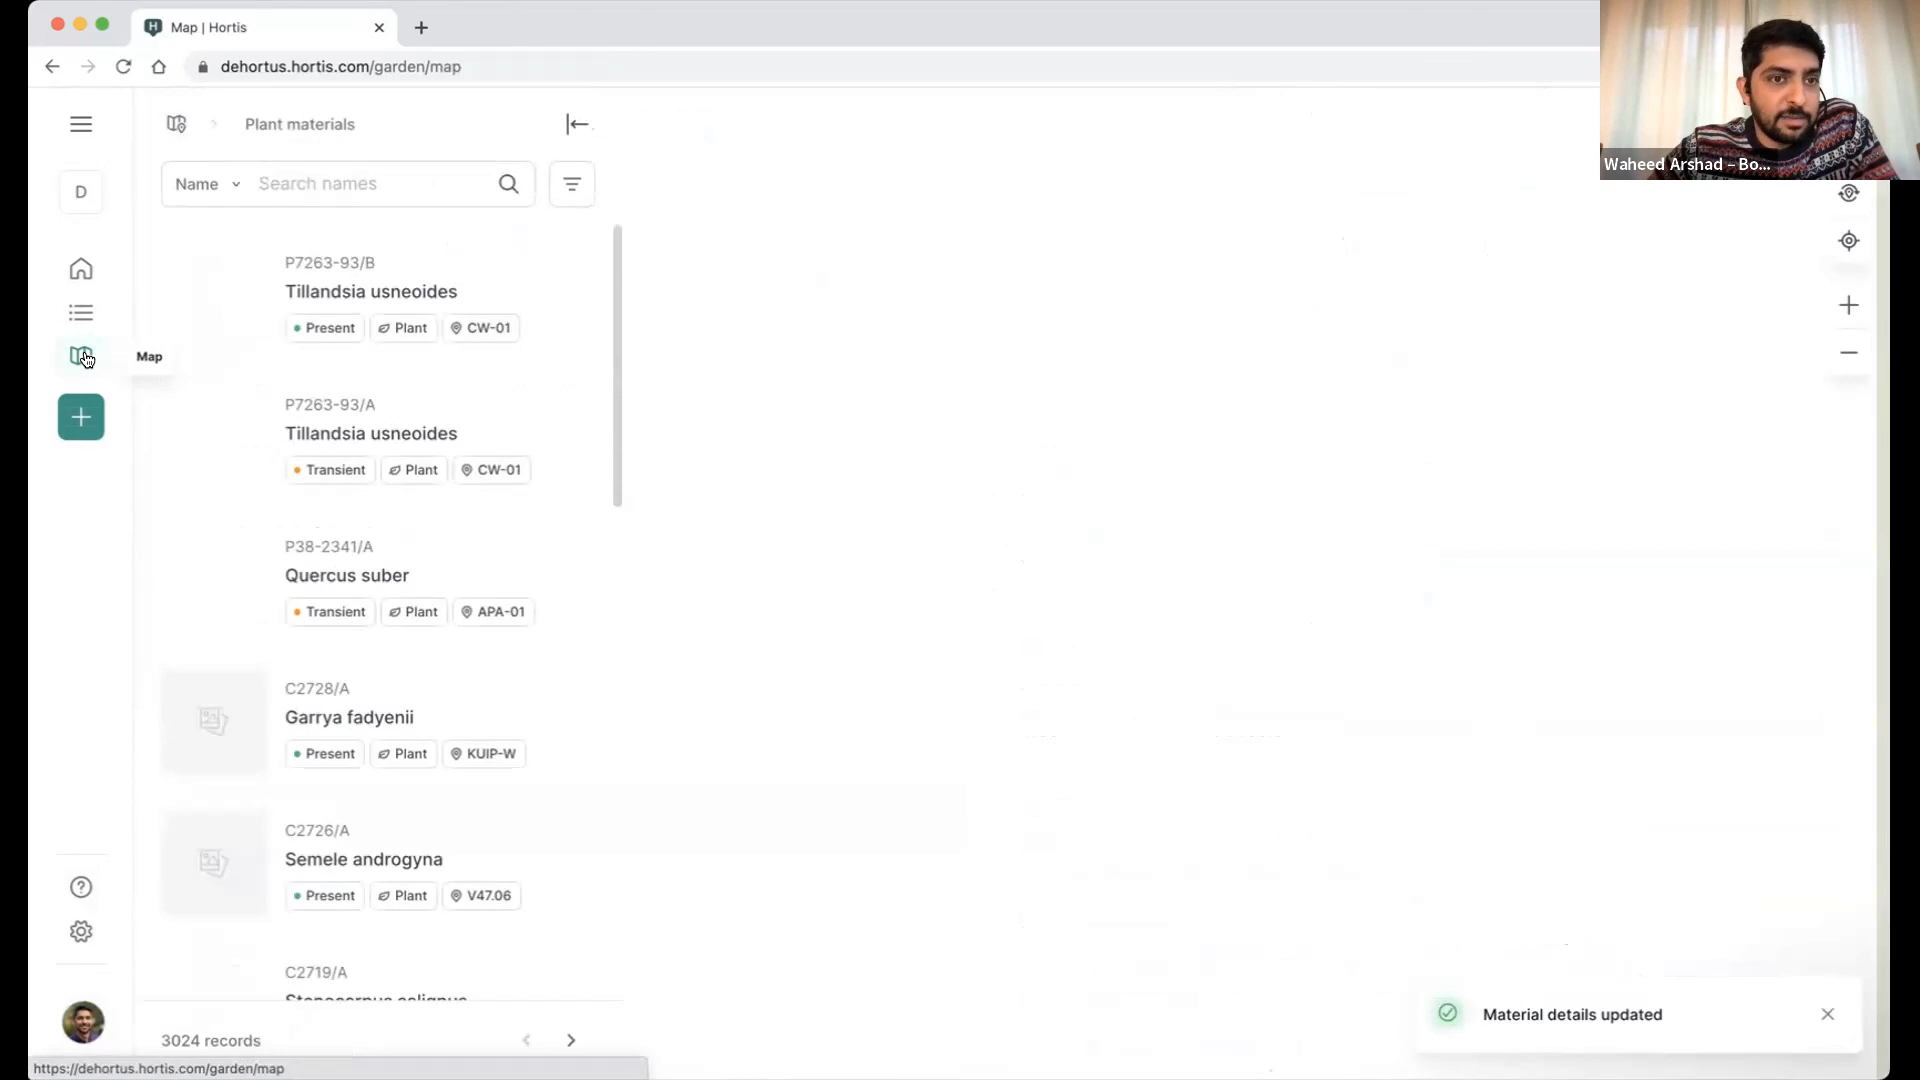 Map | Hortis
dehortus.hortis.com/garden/map
Waheed Arshad – Bo...
Plant materials
D
Name
Search names
P7263-93/B
Tillandsia usneoides
Present
Plant
CW-01
Map
P7263-93/A
Tillandsia usneoides
Transient
Plant
CW-01
P38-2341/A
Quercus suber
Transient
Plant
APA-01
C2728/A
Garrya fadyenii
Present
Plant
KUIP-W
C2726/A
Semele androgyna
Present
Plant
V47.06
C2719/A
3024 records
Material details updated
https://dehortus.hortis.com/garden/map